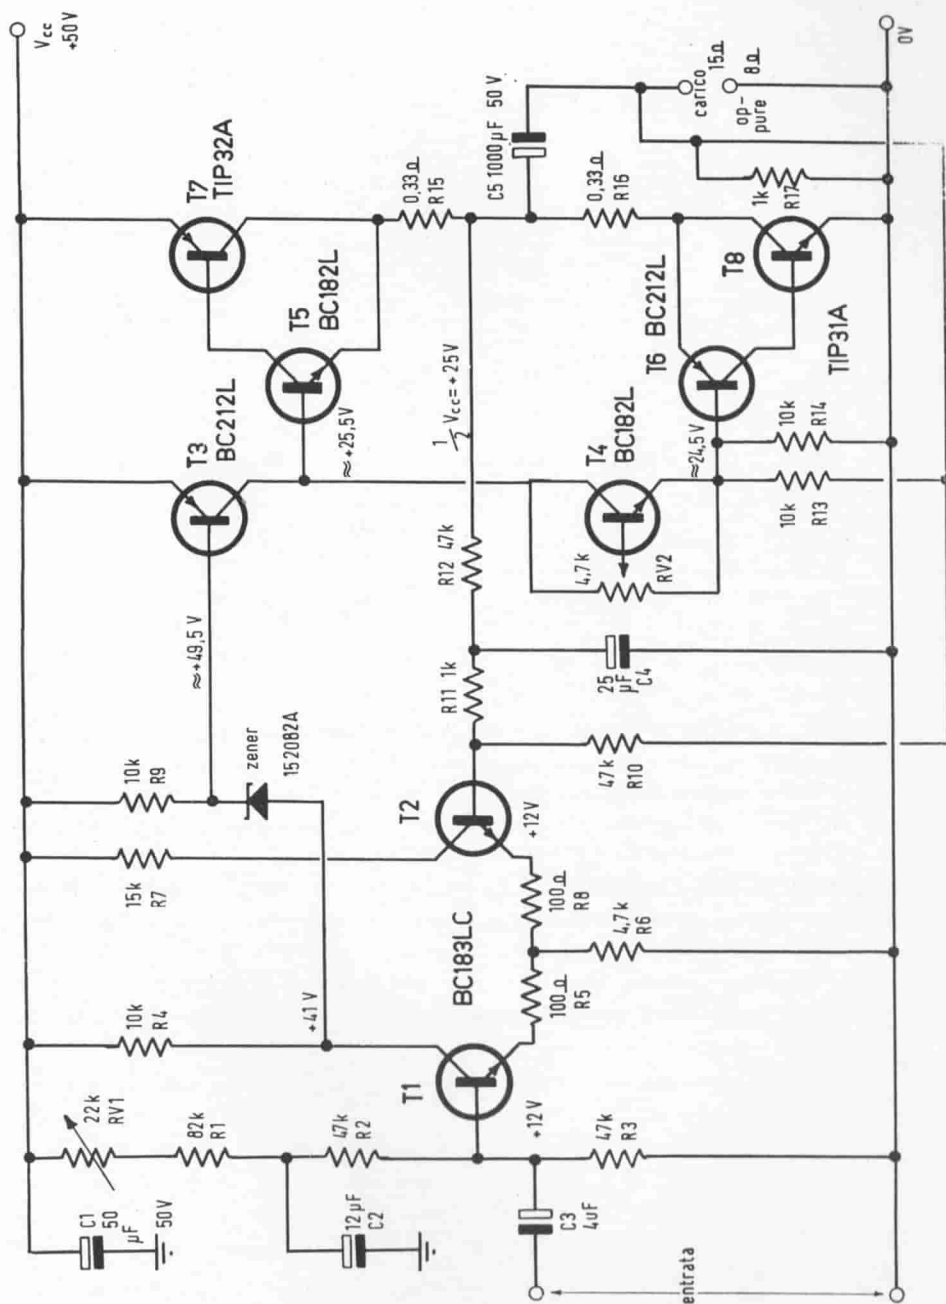 Vcc
+50V
C1
50
µF
50V
22k
RV1
82k
R1
12µF
C2
47k
R2
10k
R4
+41 V
15k
R7
10k
R9
zener
1S2082A
≈+49,5V
T3
BC212L
≈+25,5V
T5
BC182L
T7
TIP32A
0,33Ω
R15
C5 1000µF 50 V
carico
15Ω
op-
pure
8Ω
1/2 Vcc=+25V
R12 47k
R11 1k
T1
T2
BC183LC
+12V
+12V
100Ω
R5
100Ω
R8
4,7k
R6
47k
R10
25
µF
C4
4,7k
RV2
T4
BC182L
≈24,5V
T6
BC212L
T8
TIP31A
0,33Ω
R16
1k
R17
10k
R13
10k
R14
C3
4uF
47k
R3
entrata
0V